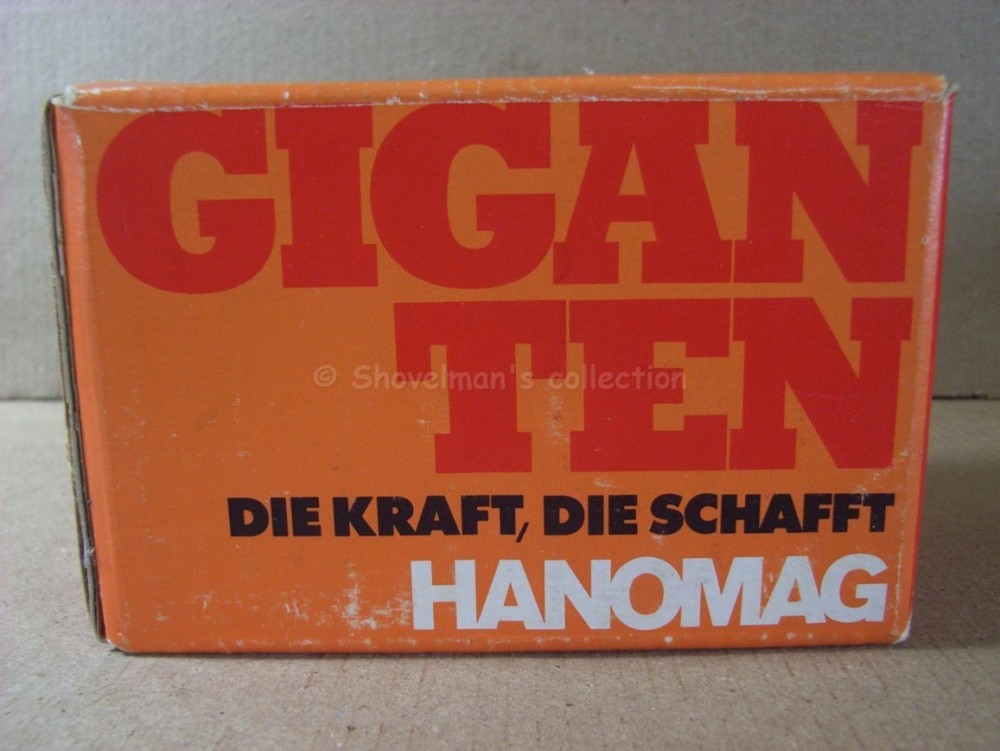 GIGAN
TEN
© Shovelman's collection
DIE KRAFT, DIE SCHAFFT
HANOMAG